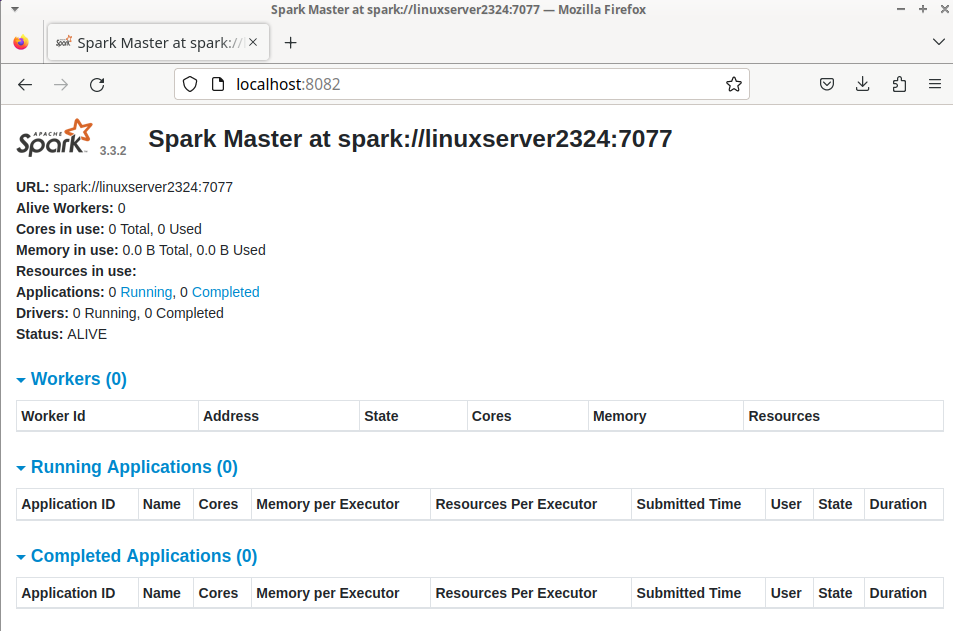 Spark Master at spark://linuxserver2324:7077 — Mozilla Firefox
Spark Master at spark://
localhost:8082
APACHE Spark 3.3.2 Spark Master at spark://linuxserver2324:7077
URL: spark://linuxserver2324:7077
Alive Workers: 0
Cores in use: 0 Total, 0 Used
Memory in use: 0.0 B Total, 0.0 B Used
Resources in use:
Applications: 0 Running, 0 Completed
Drivers: 0 Running, 0 Completed
Status: ALIVE
Workers (0)
Worker Id Address State Cores Memory Resources
Running Applications (0)
Application ID Name Cores Memory per Executor Resources Per Executor Submitted Time User State Duration
Completed Applications (0)
Application ID Name Cores Memory per Executor Resources Per Executor Submitted Time User State Duration